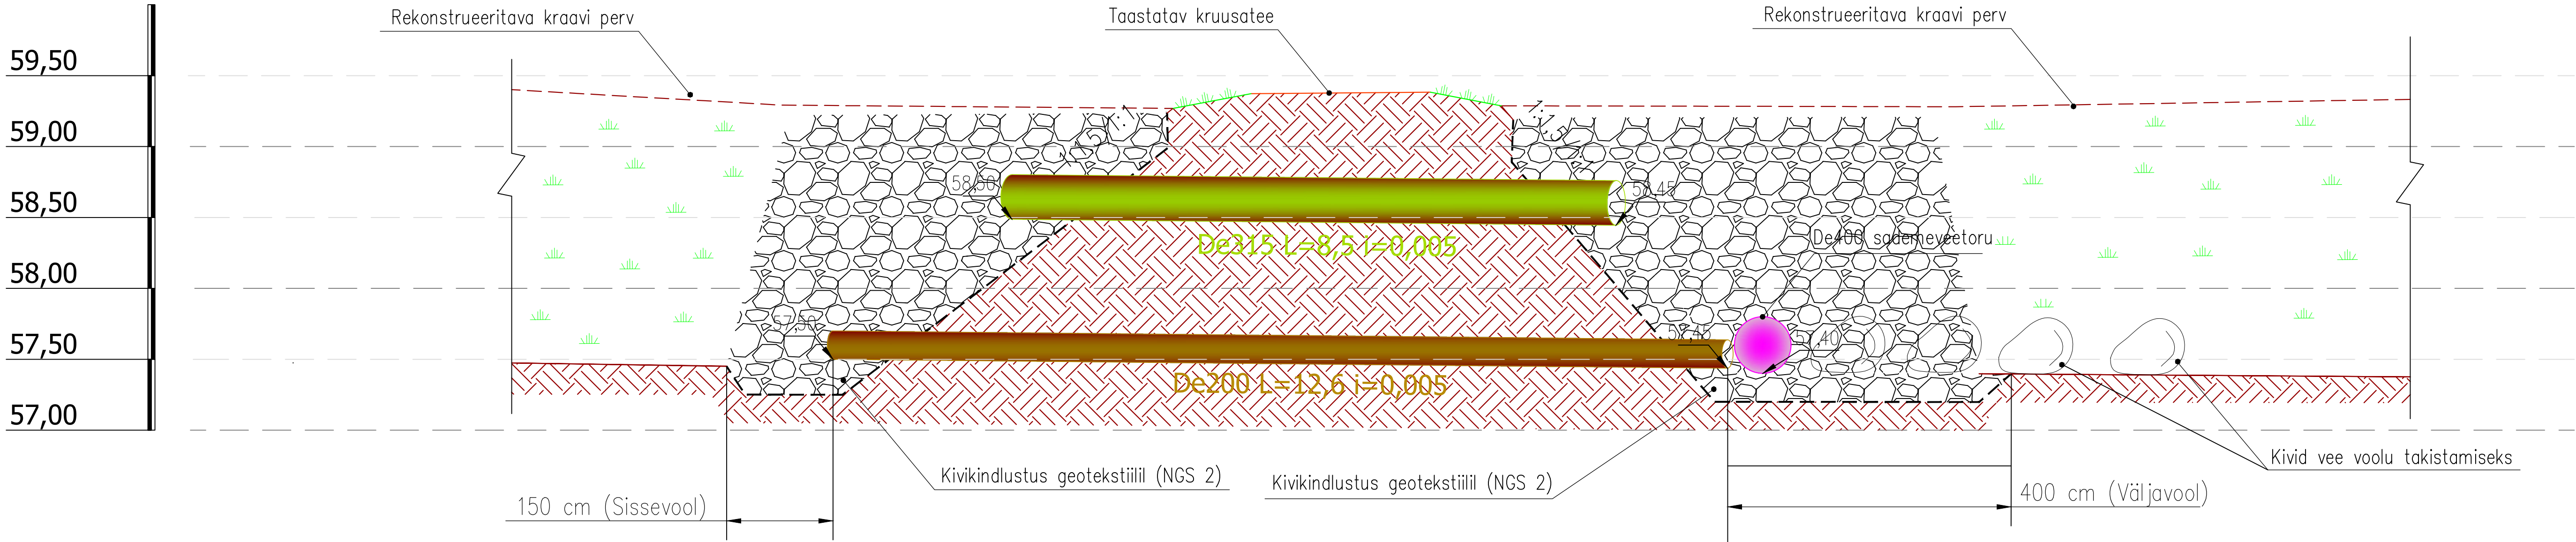 Rekonstrueeritava kraavi perv
Taastatav kruusatee
Rekonstrueeritava kraavi perv
59,50
59,00
58,50
58,00
57,50
57,00
58,50
58,45
De315 L=8,5 i=0,005
De400 sademeveetoru
57,50
57,40
De200 L=12,6 i=0,005
Kivikindlustus geotekstiilil (NGS 2)
Kivikindlustus geotekstiilil (NGS 2)
Kivid vee voolu takistamiseks
150 cm (Sissevool)
400 cm (Väljavool)